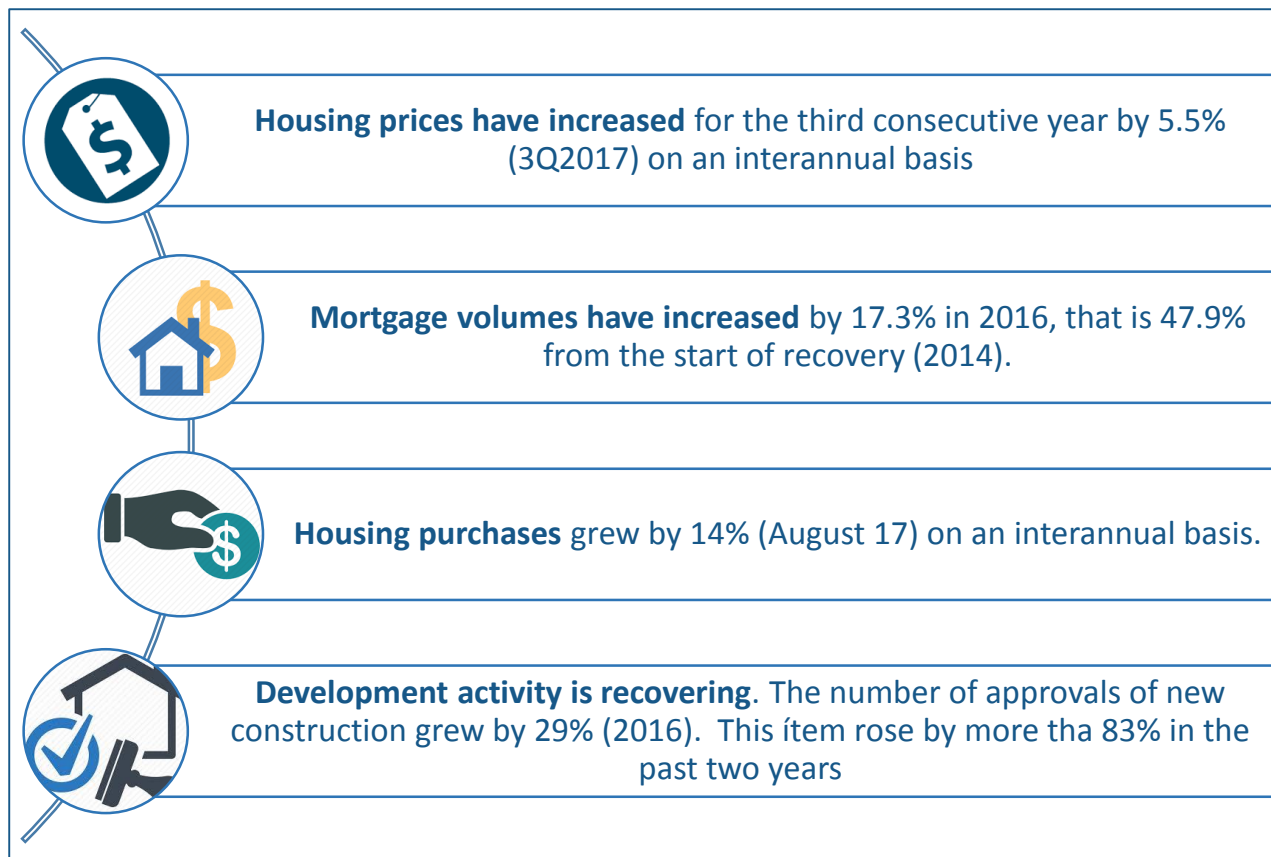 Housing prices have increased for the third consecutive year by 5.5%
(3Q2017) on an interannual basis
Mortgage volumes have increased by 17.3% in 2016, that is 47.9%
from the start of recovery (2014).
Housing purchases grew by 14% (August 17) on an interannual basis.
Development activity is recovering. The number of approvals of new
construction grew by 29% (2016).  This ítem rose by more tha 83% in the
past two years